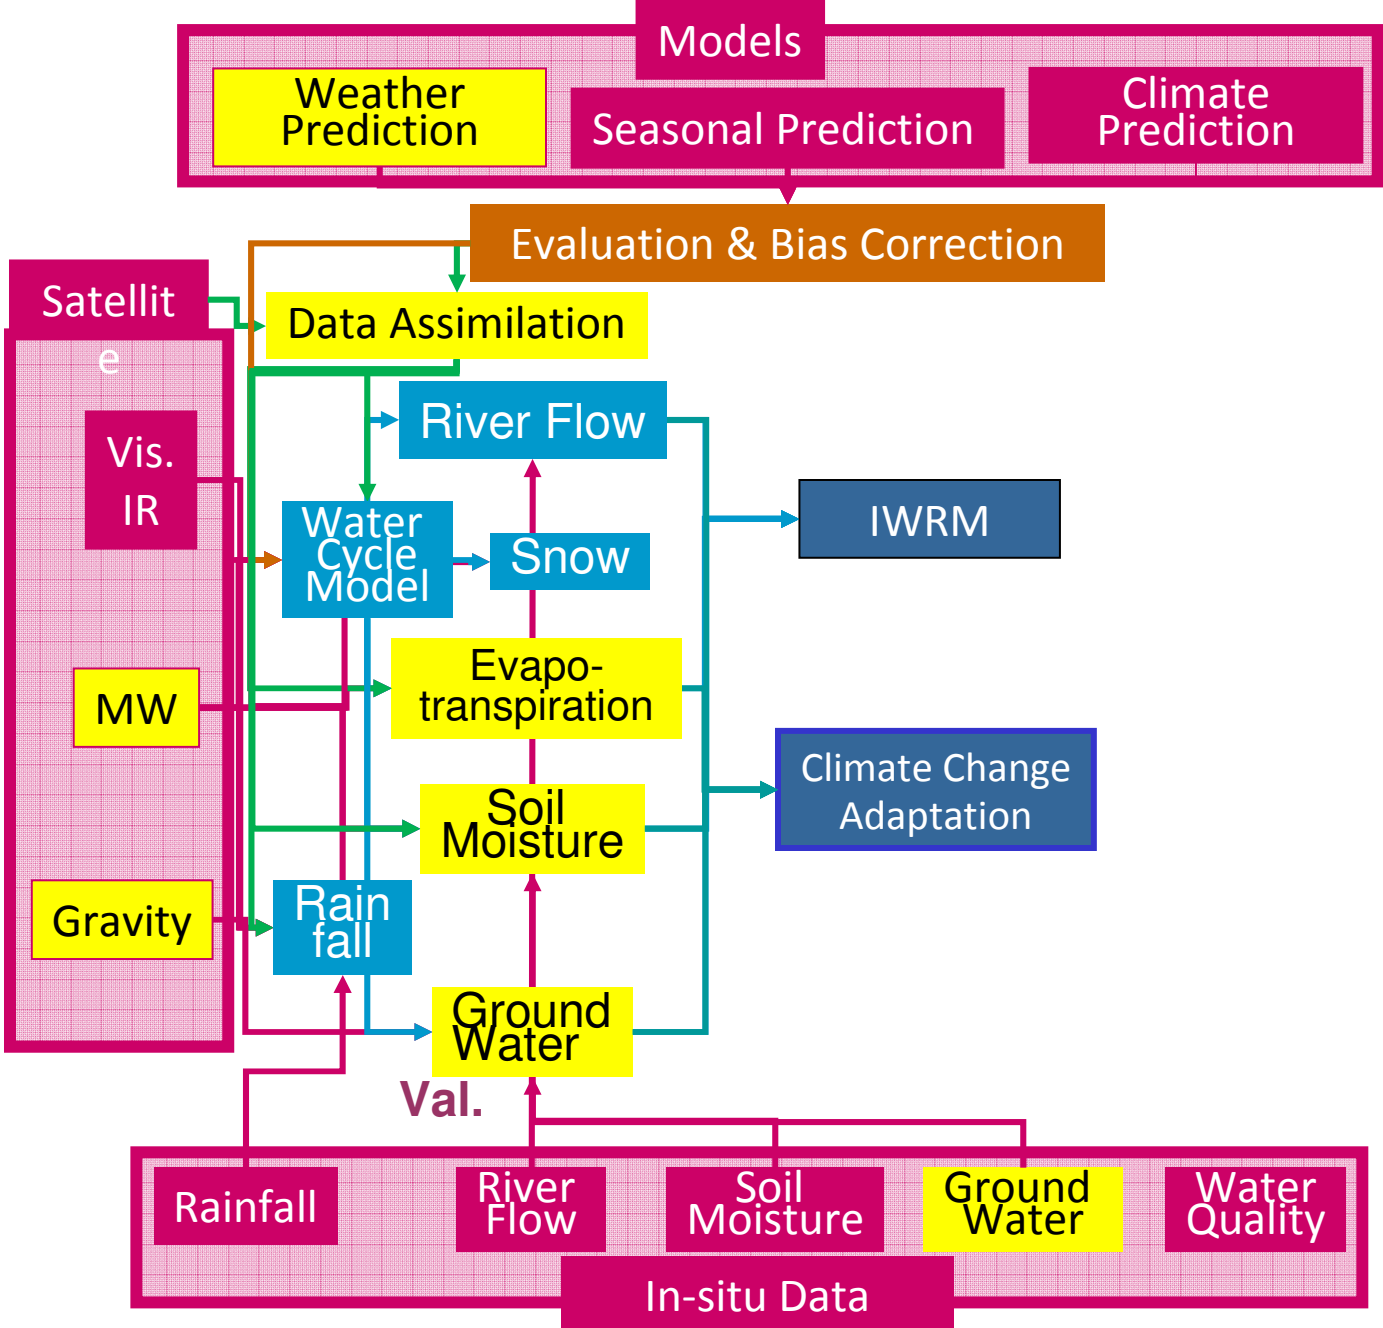 Models
Weather
Prediction
Seasonal Prediction
Climate
Prediction
Evaluation & Bias Correction
Satellit
e
Data Assimilation
Vis.
IR
River Flow
Water
Cycle
Model
Snow
IWRM
MW
Evapo-
transpiration
Climate Change
Adaptation
Soil
Moisture
Gravity
Rain
fall
Ground
Water
Val.
Rainfall
River
Flow
Soil
Moisture
Ground
Water
Water
Quality
In-situ Data